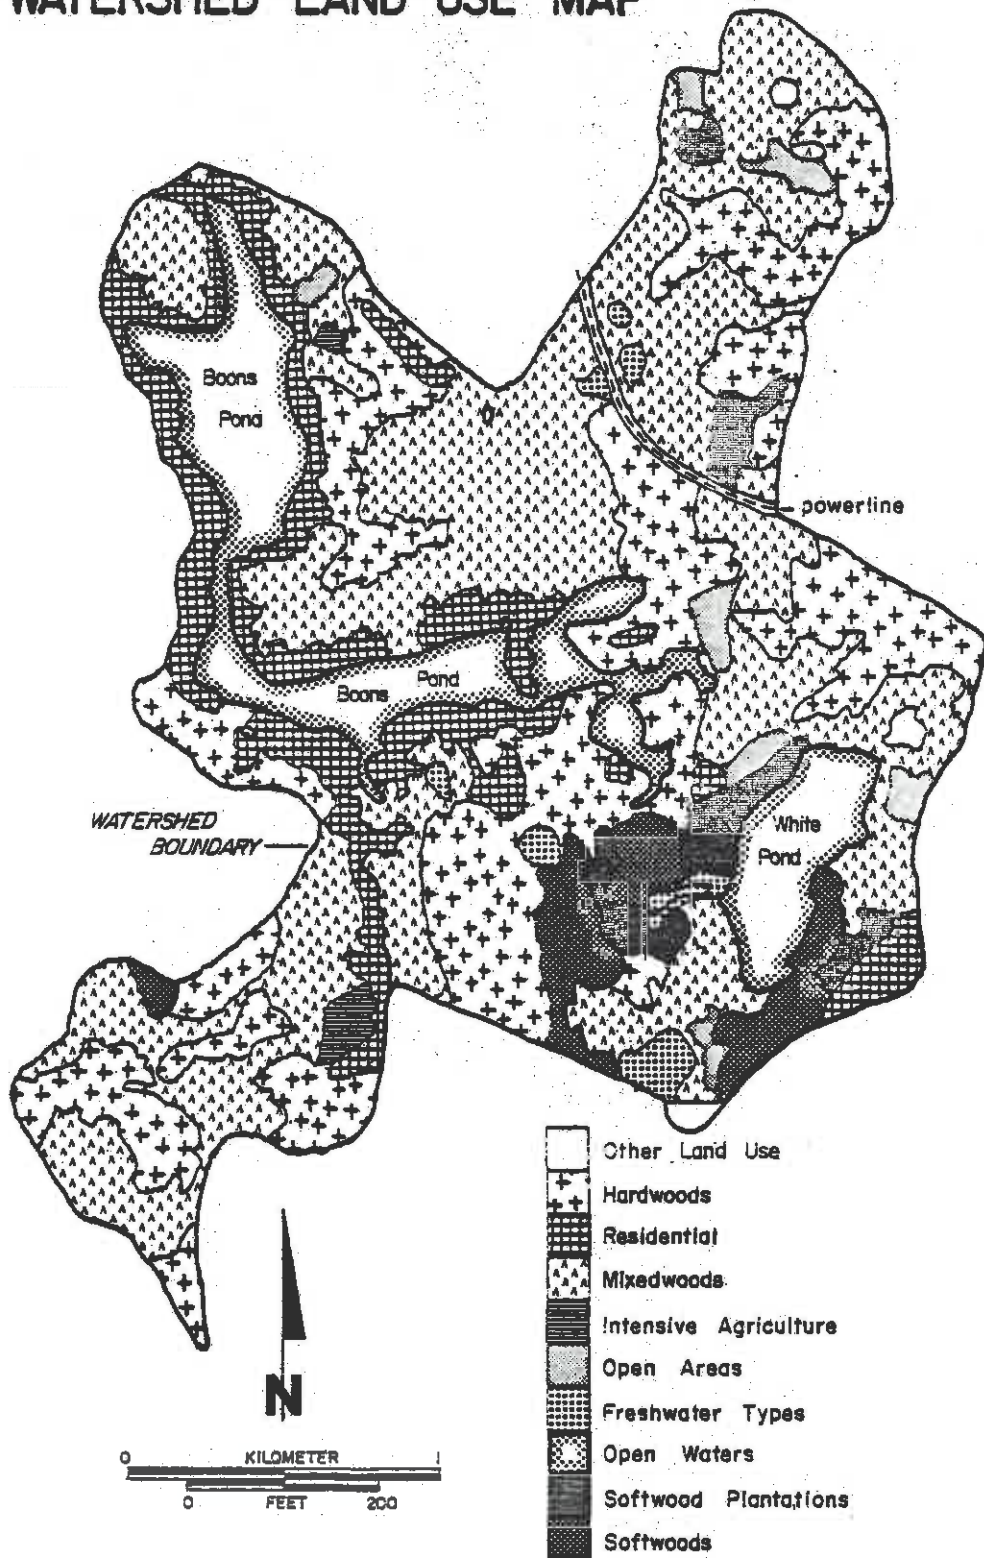 WATERSHED LAND USE MAP
Boons
Pond
powerline
Boons Pond
WATERSHED
BOUNDARY
White
Pond
Other Land Use
Hardwoods
Residential
Mixedwoods
Intensive Agriculture
Open Areas
Freshwater Types
Open Waters
Softwood Plantations
Softwoods
N
0 KILOMETER 1
0 FEET 200